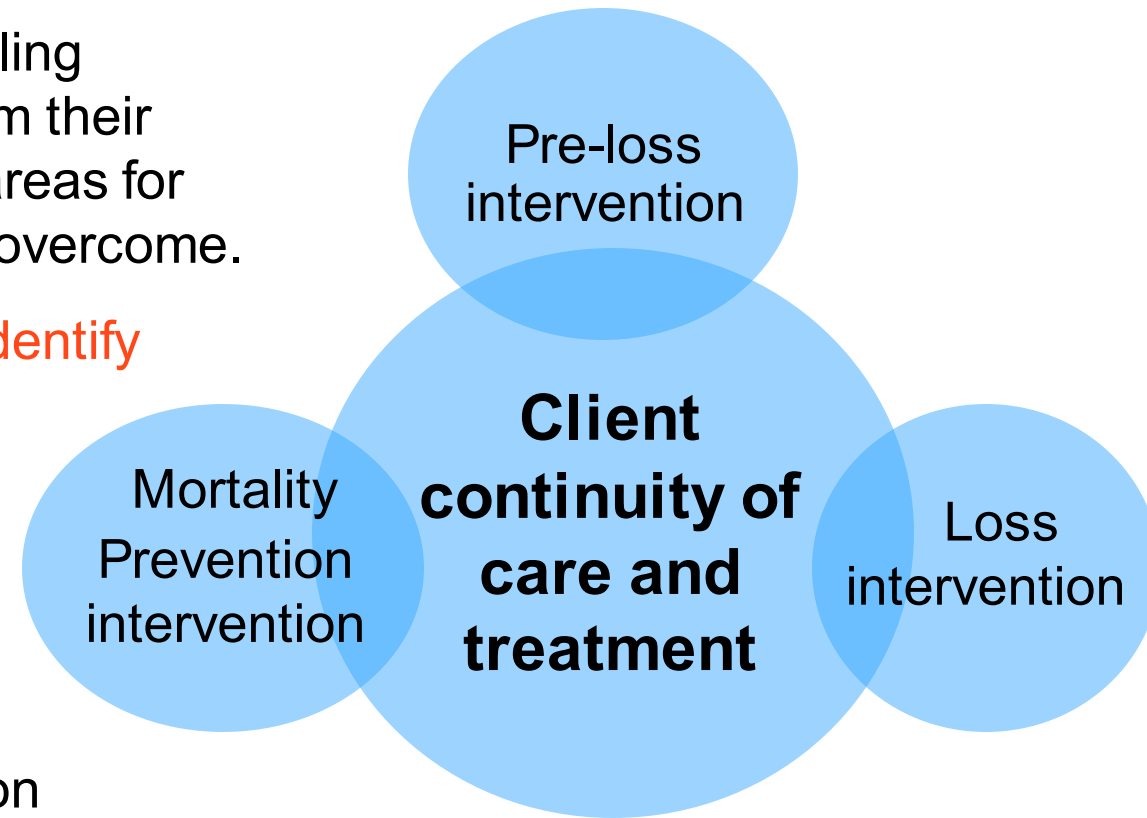 ling
m their
areas for
overcome.
dentify
on
Pre-loss
intervention
Client
continuity of
care and
treatment
Mortality
Prevention
intervention
Loss
intervention